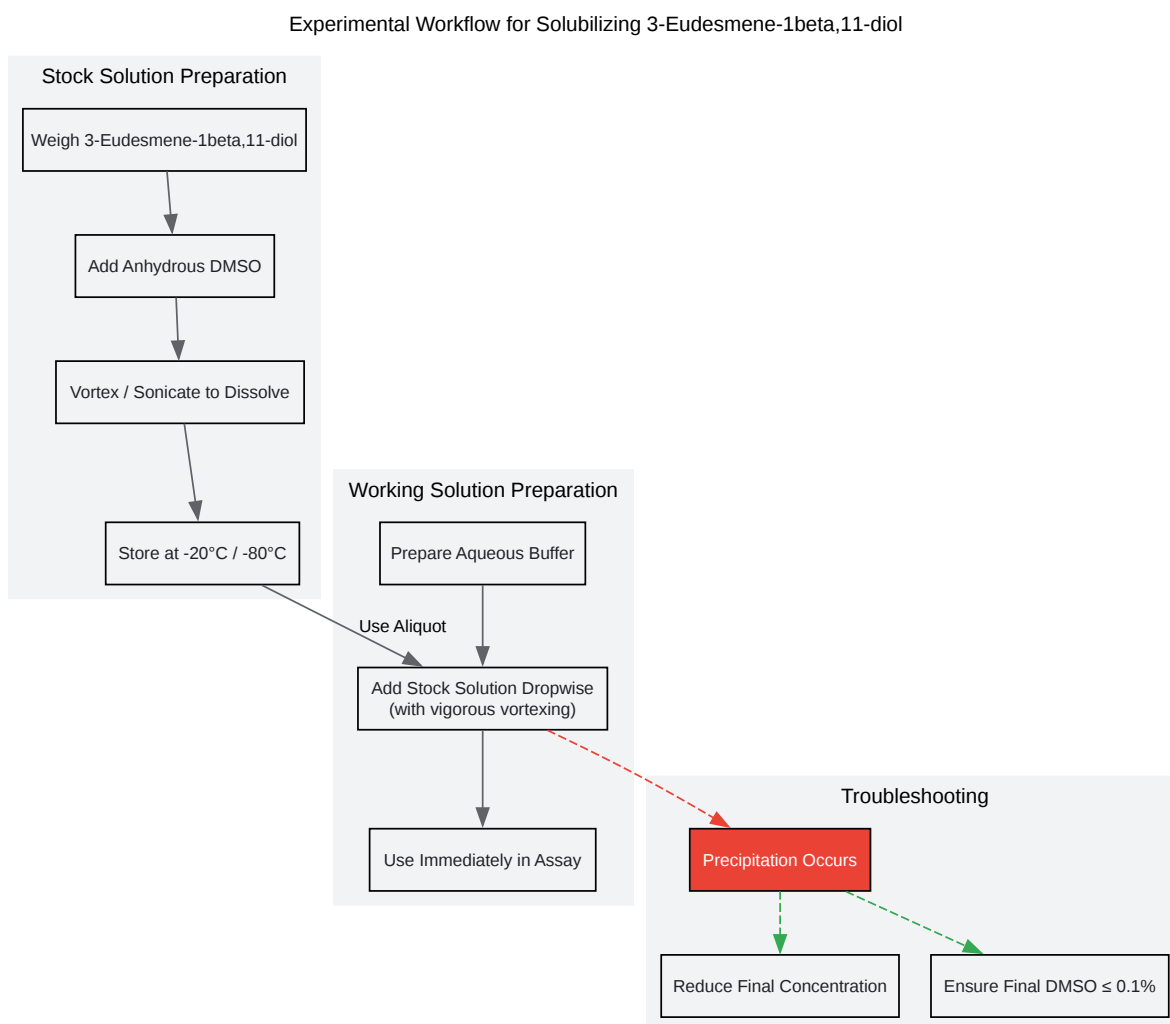 Experimental Workflow for Solubilizing 3-Eudesmene-1beta,11-diol
Stock Solution Preparation
Weigh 3-Eudesmene-1beta,11-diol
Add Anhydrous DMSO
Vortex / Sonicate to Dissolve
Store at -20°C / -80°C
Working Solution Preparation
Prepare Aqueous Buffer
Use Aliquot
Add Stock Solution Dropwise
(with vigorous vortexing)
Use Immediately in Assay
Troubleshooting
Precipitation Occurs
Reduce Final Concentration
Ensure Final DMSO ≤ 0.1%